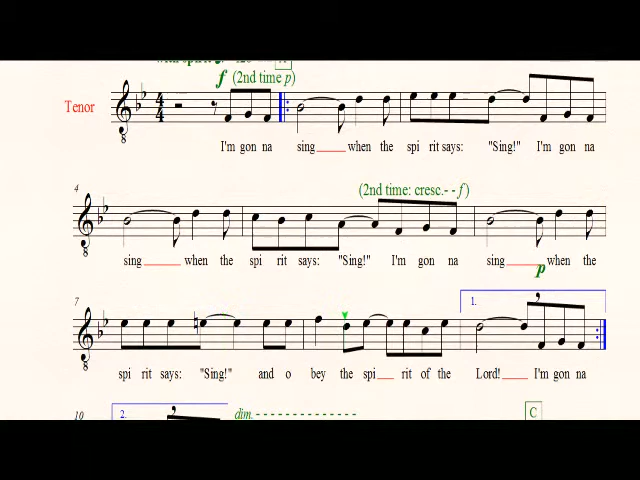 f (2nd time p)
Tenor
I'm gon na sing when the spi rit says: "Sing!" I'm gon na
4
(2nd time: cresc.- - f )
sing when the spi rit says: "Sing!" I'm gon na sing when the
p
7
1.
spi rit says: "Sing!" and o bey the spi rit of the Lord! I'm gon na
10
2.
dim.
C